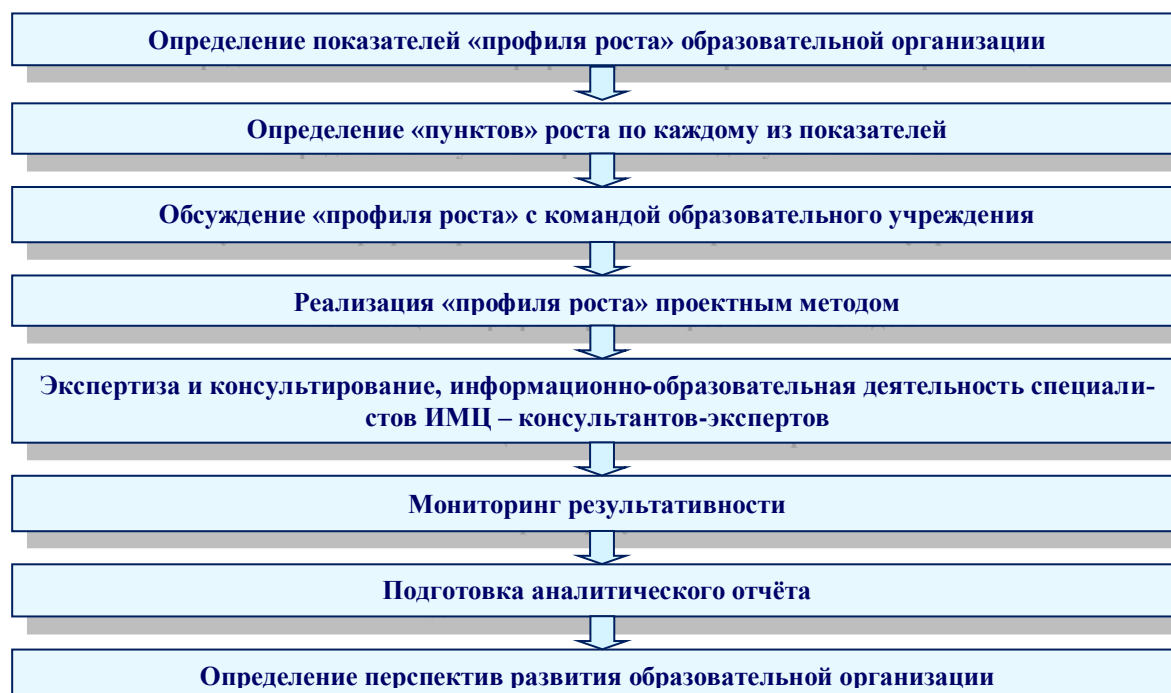 Определение показателей «профиля роста» образовательной организации
Определение «пунктов» роста по каждому из показателей
Обсуждение «профиля роста» с командой образовательного учреждения
Реализация «профиля роста» проектным методом
Экспертиза и консультирование, информационно-образовательная деятельность специали-
стов ИМЦ – консультантов-экспертов
Мониторинг результативности
Подготовка аналитического отчёта
Определение перспектив развития образовательной организации